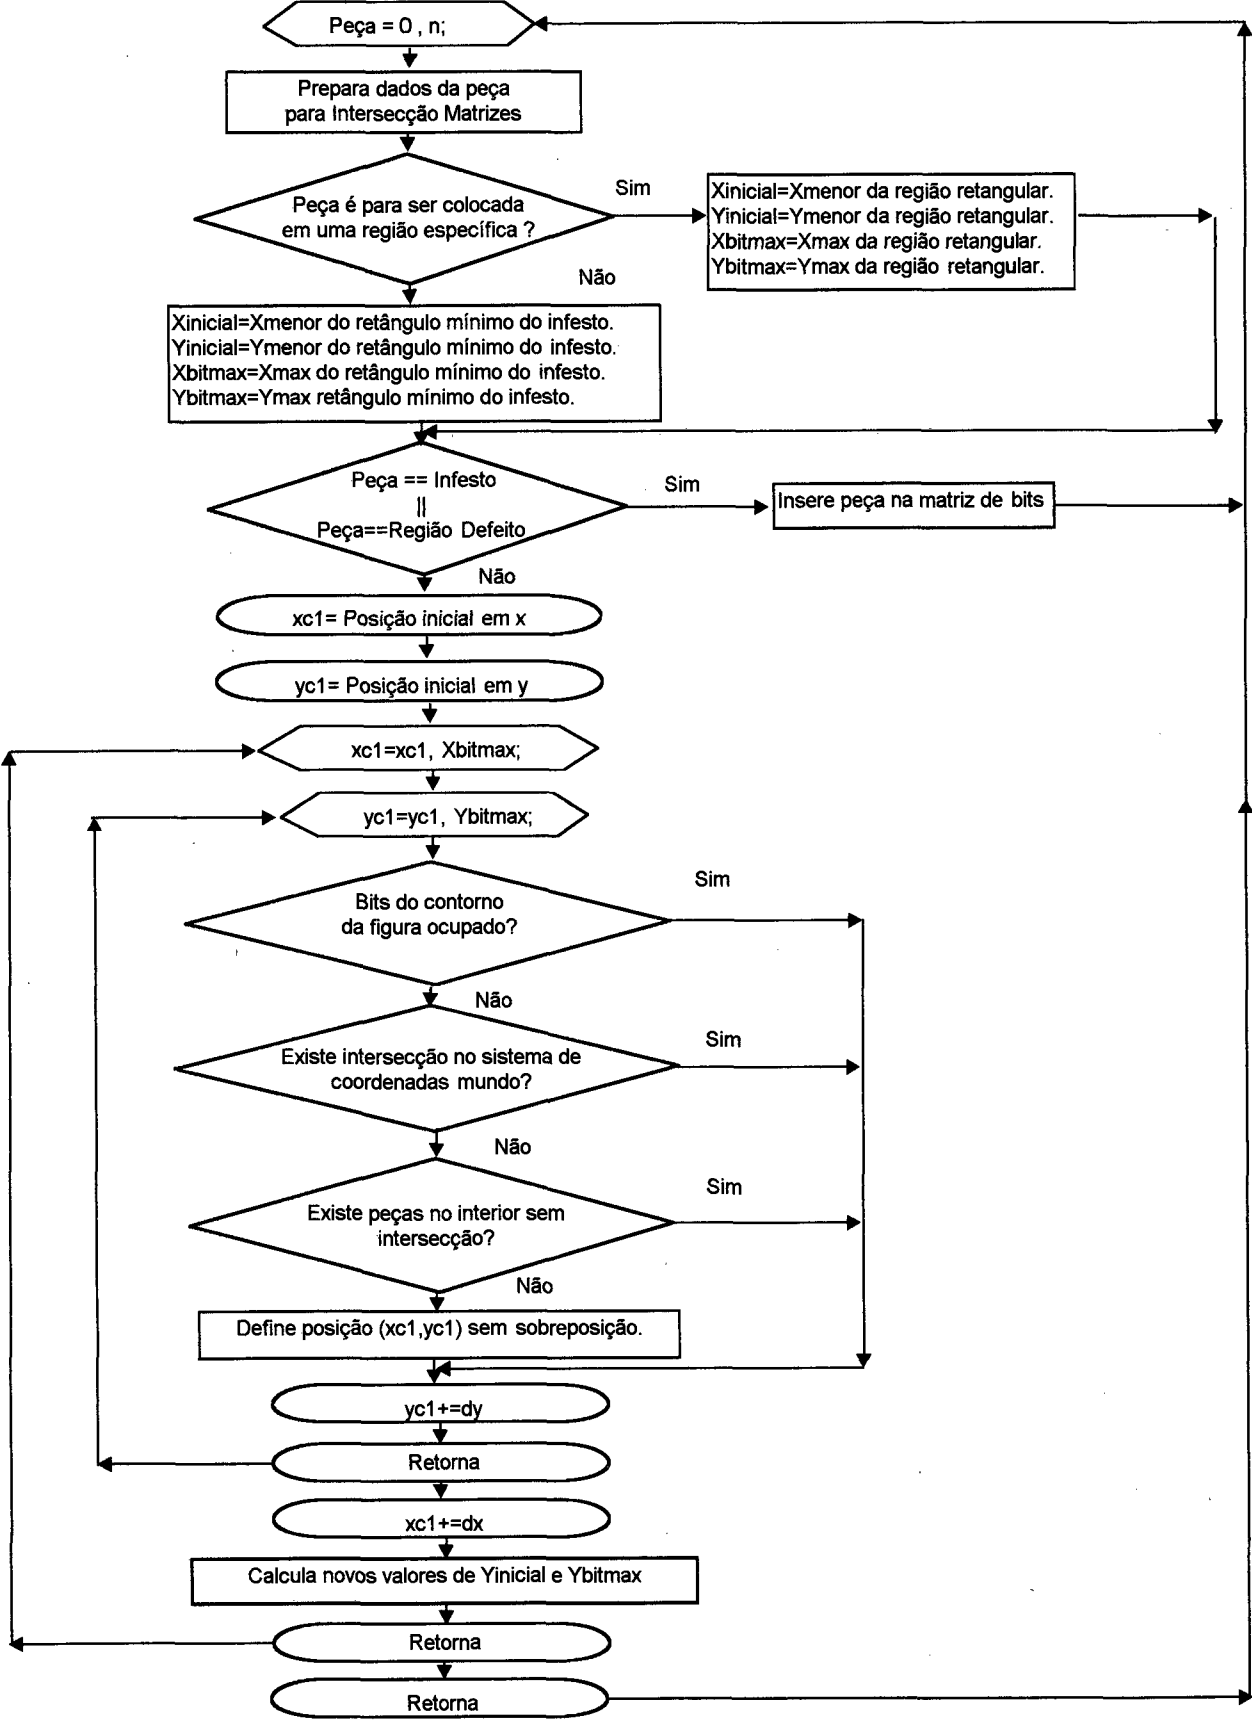 Peça = 0 , n;
Prepara dados da peça
para Intersecção Matrizes
Peça é para ser colocada
em uma região específica ?
Sim
Xinicial=Xmenor da região retangular.
Yinicial=Ymenor da região retangular.
Xbitmax=Xmax da região retangular.
Ybitmax=Ymax da região retangular.
Não
Xinicial=Xmenor do retângulo mínimo do infesto.
Yinicial=Ymenor do retângulo mínimo do infesto.
Xbitmax=Xmax do retângulo mínimo do infesto.
Ybitmax=Ymax retângulo mínimo do infesto.
Peça == Infesto
||
Peça==Região Defeito
Sim
Insere peça na matriz de bits
Não
xc1= Posição inicial em x
yc1= Posição inicial em y
xc1=xc1, Xbitmax;
yc1=yc1, Ybitmax;
Bits do contorno
da figura ocupado?
Sim
Não
Existe intersecção no sistema de
coordenadas mundo?
Sim
Não
Existe peças no interior sem
intersecção?
Sim
Não
Define posição (xc1,yc1) sem sobreposição.
yc1+=dy
Retorna
xc1+=dx
Calcula novos valores de Yinicial e Ybitmax
Retorna
Retorna